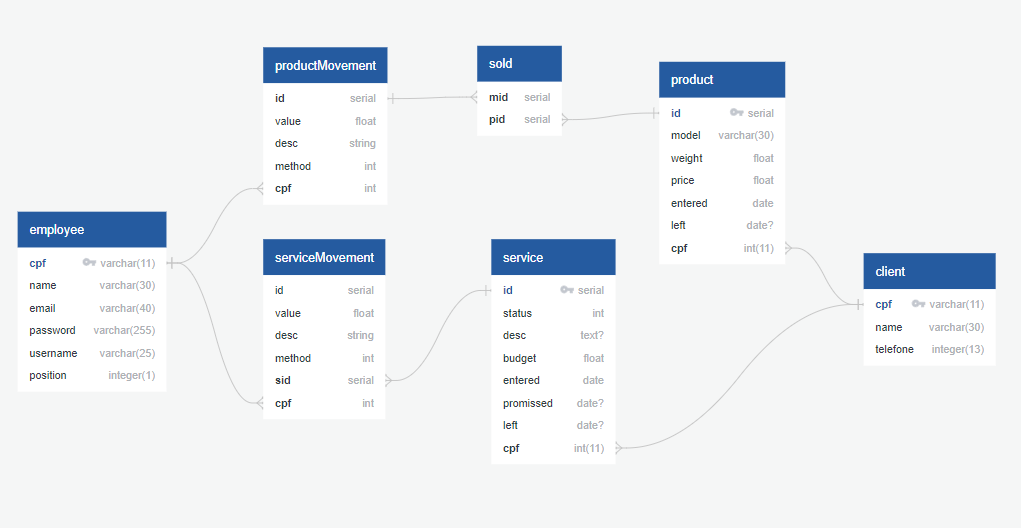 productMovement
id serial
value float
desc string
method int
cpf int
sold
mid serial
pid serial
product
id serial
model varchar(30)
weight float
price float
entered date
left date?
cpf int(11)
employee
cpf varchar(11)
name varchar(30)
email varchar(40)
password varchar(255)
username varchar(25)
position integer(1)
serviceMovement
id serial
value float
desc string
method int
sid serial
cpf int
service
id serial
status int
desc text?
budget float
entered date
promissed date?
left date?
cpf int(11)
client
cpf varchar(11)
name varchar(30)
telefone integer(13)